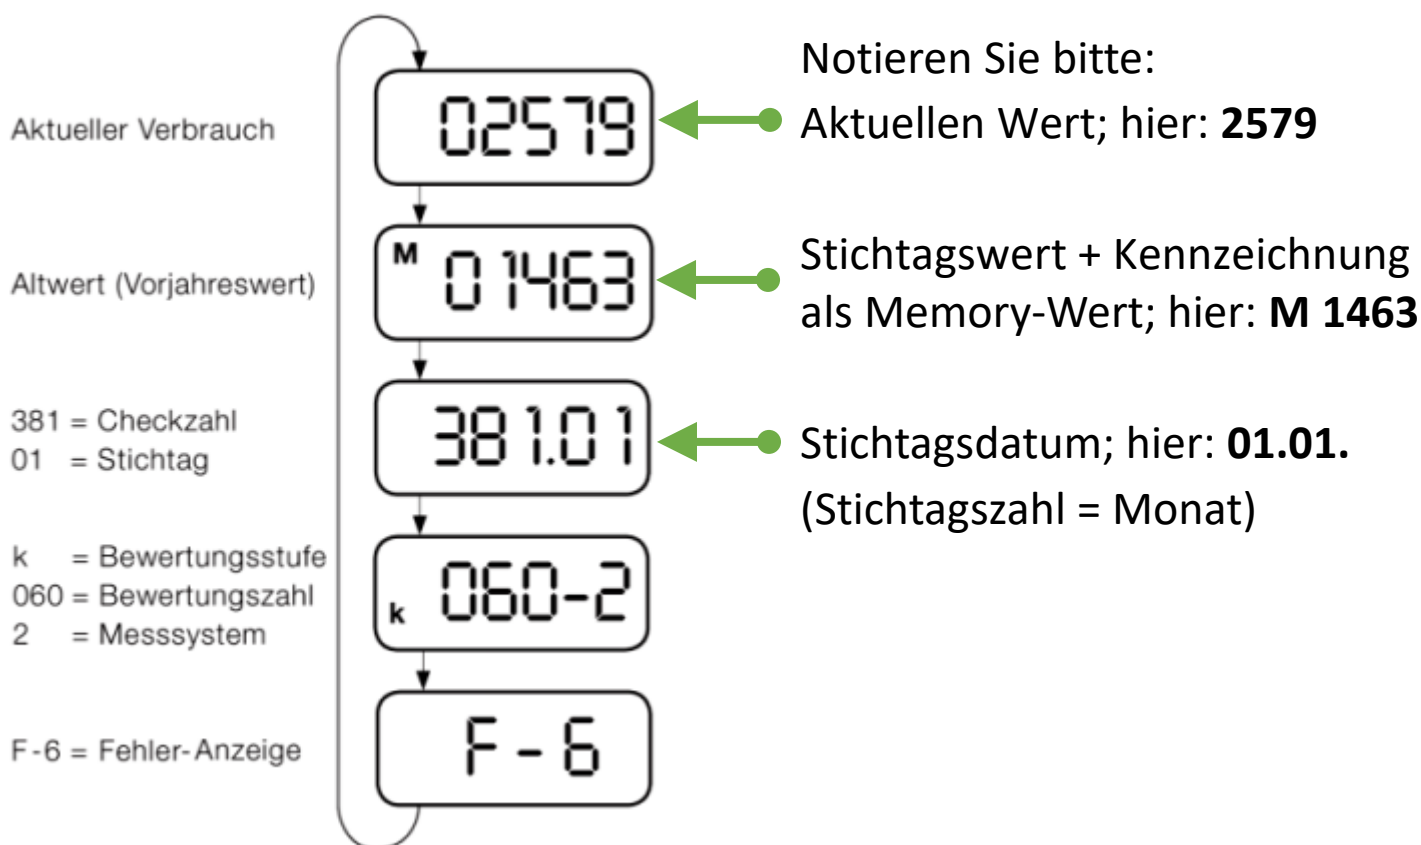 Notieren Sie bitte:
Aktueller Verbrauch
02579
Aktuellen Wert; hier: 2579
Altwert (Vorjahreswert)
M 01463
Stichtagswert + Kennzeichnung
als Memory-Wert; hier: M 1463
381 = Checkzahl
01 = Stichtag
381.01
Stichtagsdatum; hier: 01.01.
(Stichtagszahl = Monat)
k = Bewertungsstufe
060 = Bewertungszahl
2 = Messsystem
k 060-2
F-6 = Fehler-Anzeige
F-6